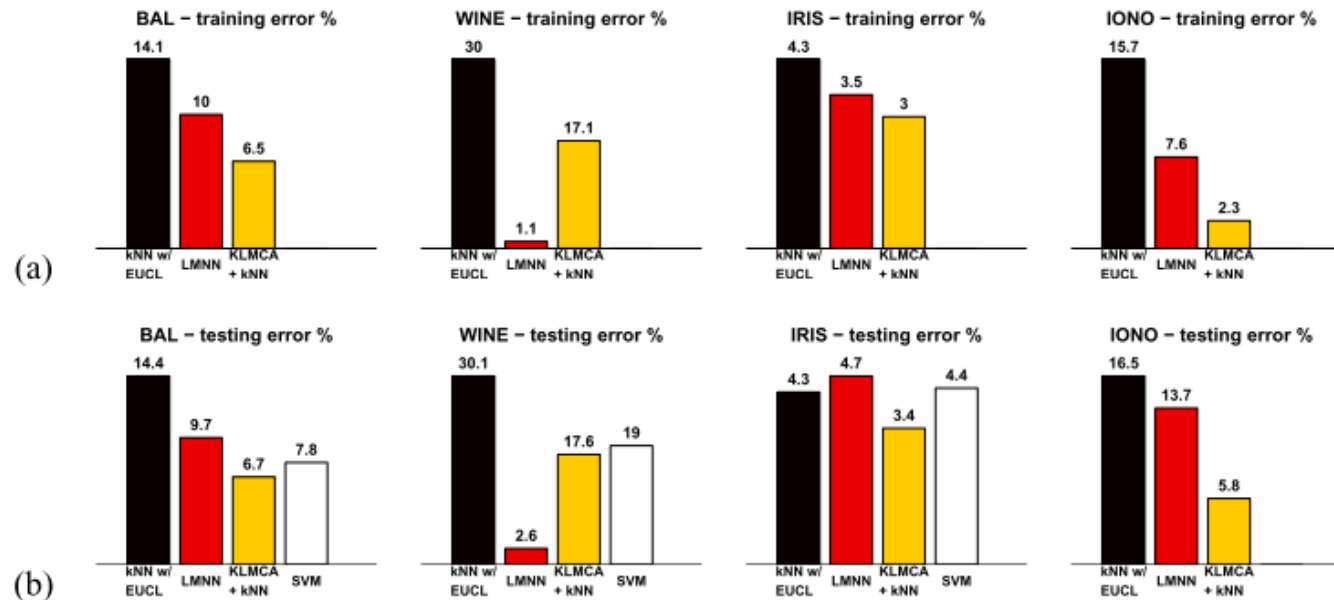 BAL − training error %
14.1
10
6.5
kNN w/
EUCL
LMNN
KLMCA
+ kNN
WINE − training error %
30
1.1
17.1
kNN w/
EUCL
LMNN
KLMCA
+ kNN
IRIS − training error %
4.3
3.5
3
kNN w/
EUCL
LMNN
KLMCA
+ kNN
IONO − training error %
15.7
7.6
2.3
kNN w/
EUCL
LMNN
KLMCA
+ kNN
(a)
BAL − testing error %
14.4
9.7
6.7
7.8
kNN w/
EUCL
LMNN
KLMCA
+ kNN
SVM
WINE − testing error %
30.1
2.6
17.6
19
kNN w/
EUCL
LMNN
KLMCA
+ kNN
SVM
IRIS − testing error %
4.3
4.7
3.4
4.4
kNN w/
EUCL
LMNN
KLMCA
+ kNN
SVM
IONO − testing error %
16.5
13.7
5.8
kNN w/
EUCL
LMNN
KLMCA
+ kNN
(b)